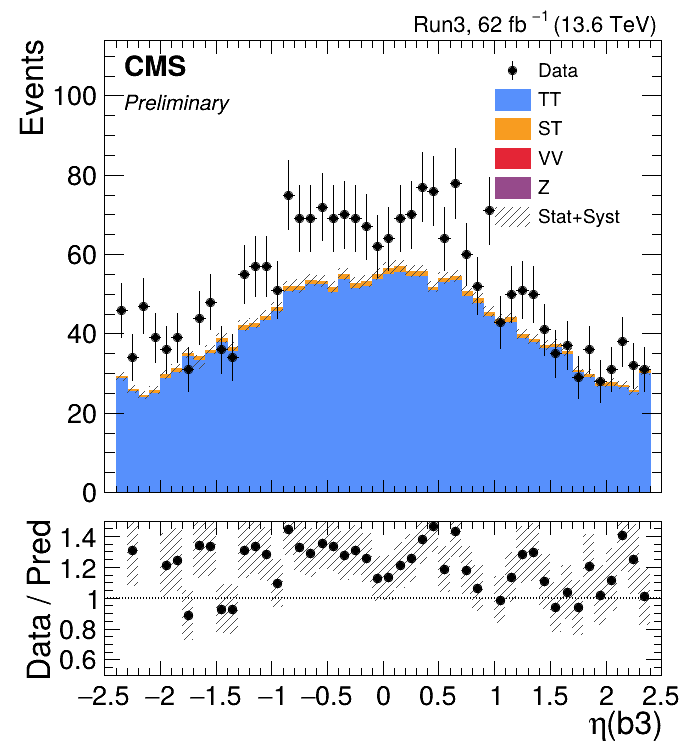 Run3, 62 fb⁻¹ (13.6 TeV)
CMS
Preliminary
Events
100
80
60
40
20
0
Data
TT
ST
VV
Z
Stat+Syst
Data / Pred
1.4
1.2
1
0.8
0.6
−2.5 −2 −1.5 −1 −0.5 0 0.5 1 1.5 2 2.5
η(b3)